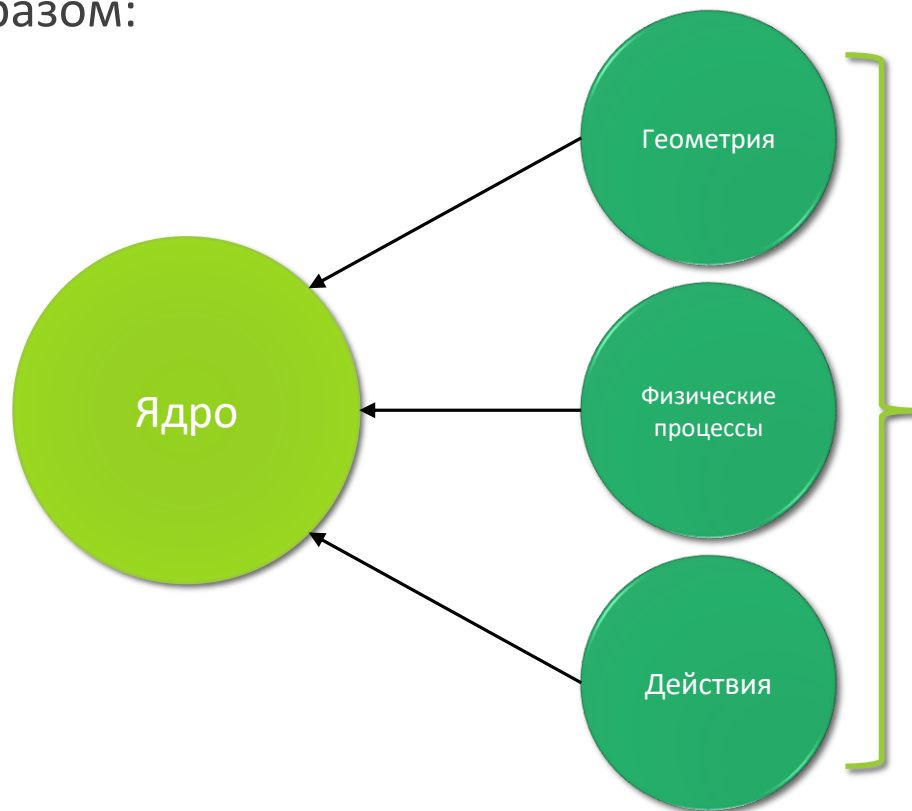 разом:
Геометрия
Ядро
Физические
процессы
Действия